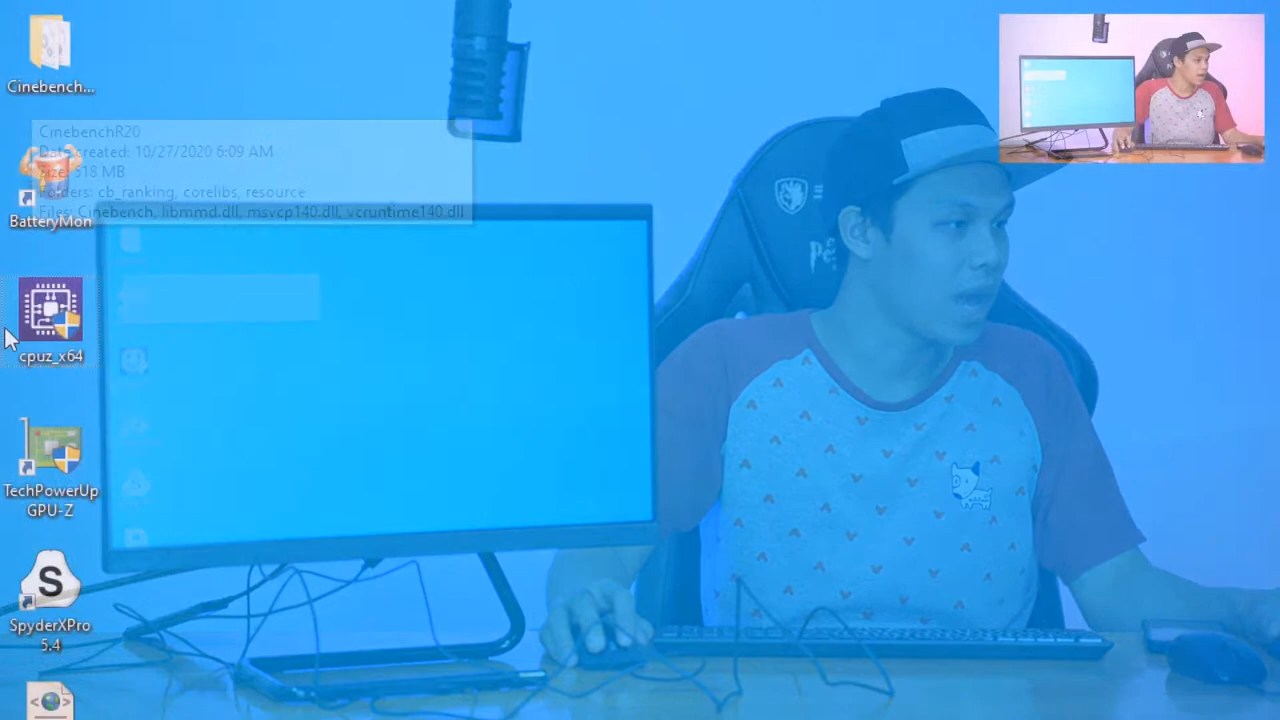 Cinebench...
CinebenchR20
Date created: 10/27/2020 6:09 AM
Size: 518 MB
Folders: cb_ranking, corelibs, resource
Files: Cinebench, libmmd.dll, msvcp140.dll, vcruntime140.dll
BatteryMon
cpuz_x64
TechPowerUp
GPU-Z
S
SpyderXPro
5.4